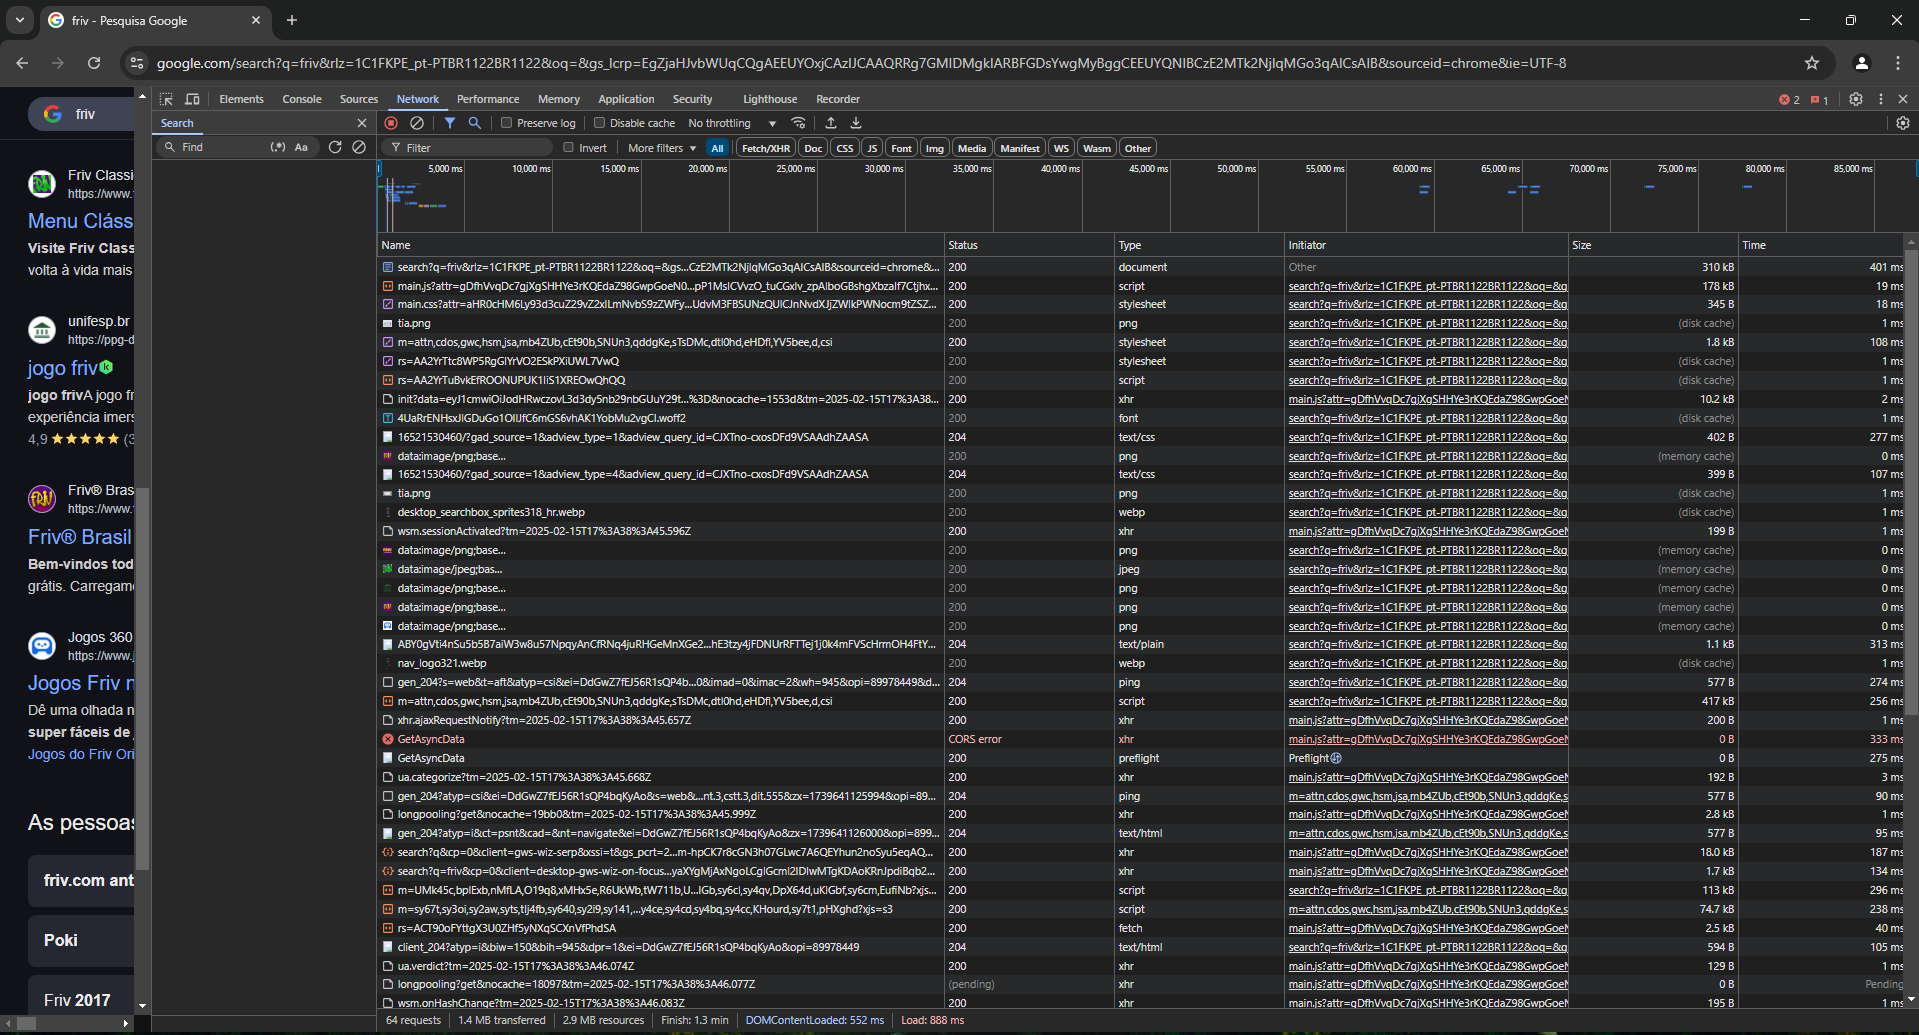 friv - Pesquisa Google
google.com/search?q=friv&rlz=1C1FKPE_pt-PTBR1122BR1122&oq=&gs_lcrp=EgZjaHJvbWUqCQgAEEUYOxjCAzIJCAAQRRg7GMIDMgkIARBFGDsYwgMyBggCEEUYQNIBCzE2MTk2NjlqMGo3qAICsAIB&sourceid=chrome&ie=UTF-8
friv
Friv Classi
https://www.
Menu Cláss
Visite Friv Class
volta à vida mais
unifesp.br
https://ppg-d
jogo friv
jogo frivA jogo fr
experiência imers
4,9 ★★★★★ (3
Friv® Bras
https://www.
Friv® Brasil
Bem-vindos tod
grátis. Carregam
Jogos 360
https://www.j
Jogos Friv n
Dê uma olhada n
super fáceis de
Jogos do Friv Ori
As pessoas
friv.com ant
Poki
Friv 2017
Elements Console Sources Network Performance Memory Application Security Lighthouse Recorder 2 1
Search
Find (.*) Aa
Preserve log Disable cache No throttling
Filter Invert More filters All Fetch/XHR Doc CSS JS Font Img Media Manifest WS Wasm Other
5,000 ms 10,000 ms 15,000 ms 20,000 ms 25,000 ms 30,000 ms 35,000 ms 40,000 ms 45,000 ms 50,000 ms 55,000 ms 60,000 ms 65,000 ms 70,000 ms 75,000 ms 80,000 ms 85,000 ms
Name Status Type Initiator Size Time
search?q=friv&rlz=1C1FKPE_pt-PTBR1122BR1122&oq=&gs...CzE2MTk2NjlqMGo3qAICsAIB&sourceid=chrome&... 200 document Other 310 kB 401 ms
main.js?attr=gDfhVvqDc7gjXgSHHYe3rKQEdaZ98GwpGoeN0...pP1MsICVvzO_tuCGxlv_zpAlboGBshgXbzaIf7Ctjhx... 200 script search?q=friv&rlz=1C1FKPE_pt-PTBR1122BR1122&oq=&g 178 kB 19 ms
main.css?attr=aHR0cHM6Ly93d3cuZ29vZ2xlLmNvbS9zZWFy...UdvM3FBSUNzQUlCJnNvdXJjZWlkPWNocm9tZSZ... 200 stylesheet search?q=friv&rlz=1C1FKPE_pt-PTBR1122BR1122&oq=&g 345 B 18 ms
tia.png 200 png search?q=friv&rlz=1C1FKPE_pt-PTBR1122BR1122&oq=&g (disk cache) 1 ms
m=attn,cdos,gwc,hsm,jsa,mb4ZUb,cEt90b,SNUn3,qddgKe,sTsDMc,dtl0hd,eHDfl,YV5bee,d,csi 200 stylesheet search?q=friv&rlz=1C1FKPE_pt-PTBR1122BR1122&oq=&g 1.8 kB 108 ms
rs=AA2YrTtc8WP5RgGlYrVO2ESkPXiUWL7VwQ 200 stylesheet search?q=friv&rlz=1C1FKPE_pt-PTBR1122BR1122&oq=&g (disk cache) 1 ms
rs=AA2YrTuBvkEfROONUPUK1IiS1XREOwQhQQ 200 script search?q=friv&rlz=1C1FKPE_pt-PTBR1122BR1122&oq=&g (disk cache) 1 ms
init?data=eyJ1cmwiOiJodHRwczovL3d3dy5nb29nbGUuY29t...%3D&nocache=1553d&tm=2025-02-15T17%3A38... 200 xhr main.js?attr=gDfhVvqDc7gjXgSHHYe3rKQEdaZ98GwpGoeN 10.2 kB 2 ms
4UaRrENHsxJlGDuGo1OIlJfC6mGS6vhAK1YobMu2vgCI.woff2 200 font search?q=friv&rlz=1C1FKPE_pt-PTBR1122BR1122&oq=&g (disk cache) 1 ms
16521530460/?gad_source=1&adview_type=1&adview_query_id=CJXTno-cxosDFd9VSAAdhZAASA 204 text/css search?q=friv&rlz=1C1FKPE_pt-PTBR1122BR1122&oq=&g 402 B 277 ms
data:image/png;base... 200 png search?q=friv&rlz=1C1FKPE_pt-PTBR1122BR1122&oq=&g (memory cache) 0 ms
16521530460/?gad_source=1&adview_type=4&adview_query_id=CJXTno-cxosDFd9VSAAdhZAASA 204 text/css search?q=friv&rlz=1C1FKPE_pt-PTBR1122BR1122&oq=&g 399 B 107 ms
tia.png 200 png search?q=friv&rlz=1C1FKPE_pt-PTBR1122BR1122&oq=&g (disk cache) 1 ms
desktop_searchbox_sprites318_hr.webp 200 webp search?q=friv&rlz=1C1FKPE_pt-PTBR1122BR1122&oq=&g (disk cache) 1 ms
wsm.sessionActivated?tm=2025-02-15T17%3A38%3A45.596Z 200 xhr main.js?attr=gDfhVvqDc7gjXgSHHYe3rKQEdaZ98GwpGoeN 199 B 1 ms
data:image/png;base... 200 png search?q=friv&rlz=1C1FKPE_pt-PTBR1122BR1122&oq=&g (memory cache) 0 ms
data:image/jpeg;bas... 200 jpeg search?q=friv&rlz=1C1FKPE_pt-PTBR1122BR1122&oq=&g (memory cache) 0 ms
data:image/png;base... 200 png search?q=friv&rlz=1C1FKPE_pt-PTBR1122BR1122&oq=&g (memory cache) 0 ms
data:image/png;base... 200 png search?q=friv&rlz=1C1FKPE_pt-PTBR1122BR1122&oq=&g (memory cache) 0 ms
data:image/png;base... 200 png search?q=friv&rlz=1C1FKPE_pt-PTBR1122BR1122&oq=&g (memory cache) 0 ms
ABY0gVti4nSu5b5B7aiW3w8u57NpqyAnCfRNq4juRHGeMnXGe2...hE3tzy4jFDNUrRFTTej1j0k4mFVScHrmOH4FtY... 204 text/plain search?q=friv&rlz=1C1FKPE_pt-PTBR1122BR1122&oq=&g 1.1 kB 313 ms
nav_logo321.webp 200 webp search?q=friv&rlz=1C1FKPE_pt-PTBR1122BR1122&oq=&g (disk cache) 1 ms
gen_204?s=web&t=aft&atyp=csi&ei=DdGwZ7fEJ56R1sQP4b...0&imad=0&imac=2&wh=945&opi=89978449&d... 204 ping search?q=friv&rlz=1C1FKPE_pt-PTBR1122BR1122&oq=&g 577 B 274 ms
m=attn,cdos,gwc,hsm,jsa,mb4ZUb,cEt90b,SNUn3,qddgKe,sTsDMc,dtl0hd,eHDfl,YV5bee,d,csi 200 script search?q=friv&rlz=1C1FKPE_pt-PTBR1122BR1122&oq=&g 417 kB 256 ms
xhr.ajaxRequestNotify?tm=2025-02-15T17%3A38%3A45.657Z 200 xhr main.js?attr=gDfhVvqDc7gjXgSHHYe3rKQEdaZ98GwpGoeN 200 B 1 ms
GetAsyncData CORS error xhr main.js?attr=gDfhVvqDc7gjXgSHHYe3rKQEdaZ98GwpGoeN 0 B 333 ms
GetAsyncData 200 preflight Preflight 0 B 275 ms
ua.categorize?tm=2025-02-15T17%3A38%3A45.668Z 200 xhr main.js?attr=gDfhVvqDc7gjXgSHHYe3rKQEdaZ98GwpGoeN 192 B 3 ms
gen_204?atyp=csi&ei=DdGwZ7fEJ56R1sQP4bqKyAo&s=web&...nt.3,cstt.3,dit.555&zx=1739641125994&opi=89... 204 ping m=attn,cdos,gwc,hsm,jsa,mb4ZUb,cEt90b,SNUn3,qddgKe,s 577 B 90 ms
longpooling?get&nocache=19bb0&tm=2025-02-15T17%3A38%3A45.999Z 200 xhr main.js?attr=gDfhVvqDc7gjXgSHHYe3rKQEdaZ98GwpGoeN 2.8 kB 1 ms
gen_204?atyp=i&ct=psnt&cad=&nt=navigate&ei=DdGwZ7fEJ56R1sQP4bqKyAo&zx=1739641126000&opi=899... 204 text/html m=attn,cdos,gwc,hsm,jsa,mb4ZUb,cEt90b,SNUn3,qddgKe,s 577 B 95 ms
search?q&cp=0&client=gws-wiz-serp&xssi=t&gs_pcrt=2...m-hpCK7r8cGN3h07GLwc7A6QEYhun2noSyu5eqAQ... 200 xhr main.js?attr=gDfhVvqDc7gjXgSHHYe3rKQEdaZ98GwpGoeN 18.0 kB 187 ms
search?q=friv&cp=0&client=desktop-gws-wiz-on-focus...yaXYgMjAxNgoLCglGcml2IDIwMTgKDAoKRnJpdiBqb2... 200 xhr main.js?attr=gDfhVvqDc7gjXgSHHYe3rKQEdaZ98GwpGoeN 1.7 kB 134 ms
m=UMk45c,bplExb,nMfLA,O19q8,xMHx5e,R6UkWb,tW711b,U...lGb,sy6cl,sy4qv,DpX64d,uKlGbf,sy6cm,EufiNb?xjs... 200 script search?q=friv&rlz=1C1FKPE_pt-PTBR1122BR1122&oq=&g 113 kB 296 ms
m=sy67t,sy3oi,sy2aw,syts,tlj4fb,sy640,sy2i9,sy141,...y4ce,sy4cd,sy4bq,sy4cc,KHourd,sy7t1,pHXghd?xjs=s3 200 script m=attn,cdos,gwc,hsm,jsa,mb4ZUb,cEt90b,SNUn3,qddgKe,s 74.7 kB 238 ms
rs=ACT90oFYttgX3U0ZHf5yNXqSCXnVfPhdSA 200 fetch main.js?attr=gDfhVvqDc7gjXgSHHYe3rKQEdaZ98GwpGoeN 2.5 kB 40 ms
client_204?atyp=i&biw=150&bih=945&dpr=1&ei=DdGwZ7fEJ56R1sQP4bqKyAo&opi=89978449 204 text/html search?q=friv&rlz=1C1FKPE_pt-PTBR1122BR1122&oq=&g 594 B 105 ms
ua.verdict?tm=2025-02-15T17%3A38%3A46.074Z 200 xhr main.js?attr=gDfhVvqDc7gjXgSHHYe3rKQEdaZ98GwpGoeN 129 B 1 ms
longpooling?get&nocache=18097&tm=2025-02-15T17%3A38%3A46.077Z (pending) xhr main.js?attr=gDfhVvqDc7gjXgSHHYe3rKQEdaZ98GwpGoeN 0 B Pending
wsm.onHashChange?tm=2025-02-15T17%3A38%3A46.083Z 200 xhr main.js?attr=gDfhVvqDc7gjXgSHHYe3rKQEdaZ98GwpGoeN 195 B 1 ms
64 requests 1.4 MB transferred 2.9 MB resources Finish: 1.3 min DOMContentLoaded: 552 ms Load: 888 ms